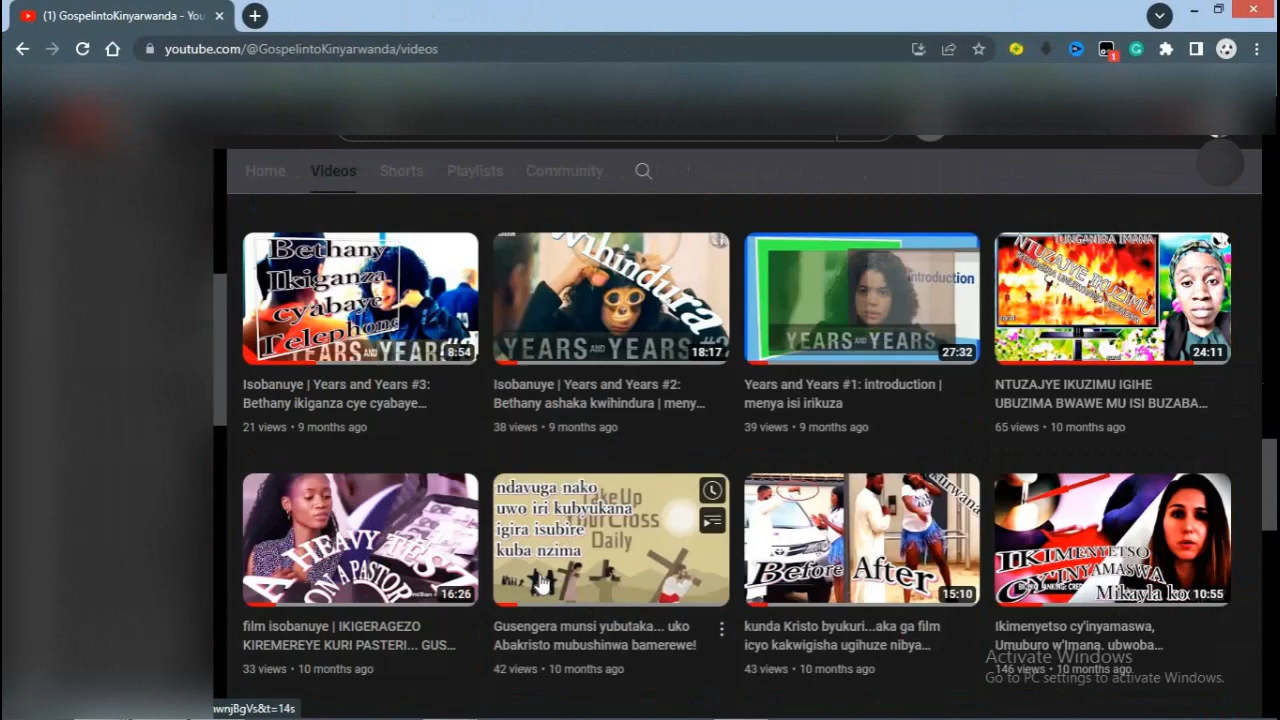 (1) GospelintoKinyarwanda - You
youtube.com/@GospelintoKinyarwanda/videos
1
Home Videos Shorts Playlists Community
Bethany
Ikiganza
cyabaye
Telephone
YEARS AND YEARS #3
8:54
Isobanuye | Years and Years #3:
Bethany ikiganza cye cyabaye...
21 views • 9 months ago
wihindura
YEARS AND YEARS #2
18:17
Isobanuye | Years and Years #2:
Bethany ashaka kwihindura | meny...
38 views • 9 months ago
introduction
YEARS AND YEARS
27:32
Years and Years #1: introduction |
menya isi irikuza
39 views • 9 months ago
TUNGANIRA IMANA
NTUZAJYE IKUZIMU
24:11
NTUZAJYE IKUZIMU IGIHE
UBUZIMA BWAWE MU ISI BUZABA...
65 views • 10 months ago
A HEAVY TEST
ON A PASTOR
16:26
film isobanuye | IKIGERAGEZO
KIREMEREYE KURI PASTERI... GUS...
33 views • 10 months ago
ndavuga nako
uwo iri kubyukana
igira isubire
kuba nzima
Take Up
Your Cross
Daily
Gusengera munsi yubutaka... uko
Abakristo mubushinwa bamerewe!
42 views • 10 months ago
kurwana
Before After
15:10
kunda Kristo byukuri...aka ga film
icyo kakwigisha ugihuze nibya...
43 views • 10 months ago
IKIMENYETSO
CY'INYAMASWA
Mikayla ko
10:55
Ikimenyetso cy'inyamaswa,
Umuburo w'Imana. ubwoba...
146 views • 10 months ago
Activate Windows
Go to PC settings to activate Windows.
wnjBgVs&t=14s